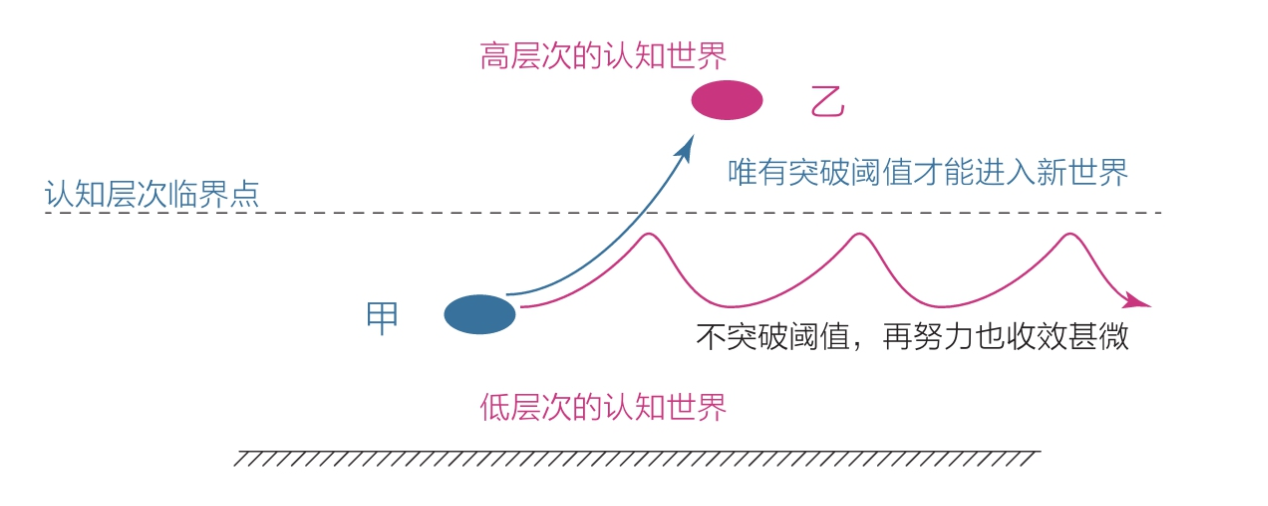 高层次的认知世界
乙
唯有突破阈值才能进入新世界
认知层次临界点
甲
不突破阈值，再努力也收效甚微
低层次的认知世界